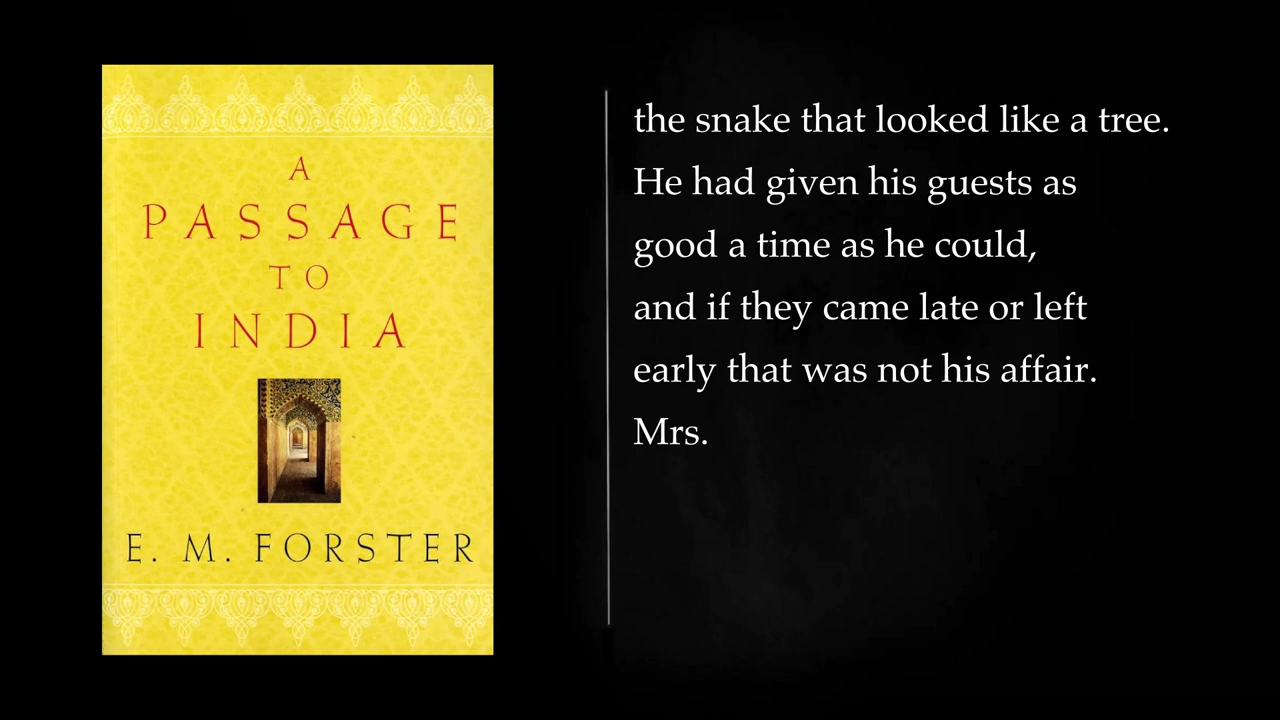 A
PASSAGE
TO
INDIA
E. M. FORSTER
the snake that looked like a tree.
He had given his guests as
good a time as he could,
and if they came late or left
early that was not his affair.
Mrs.